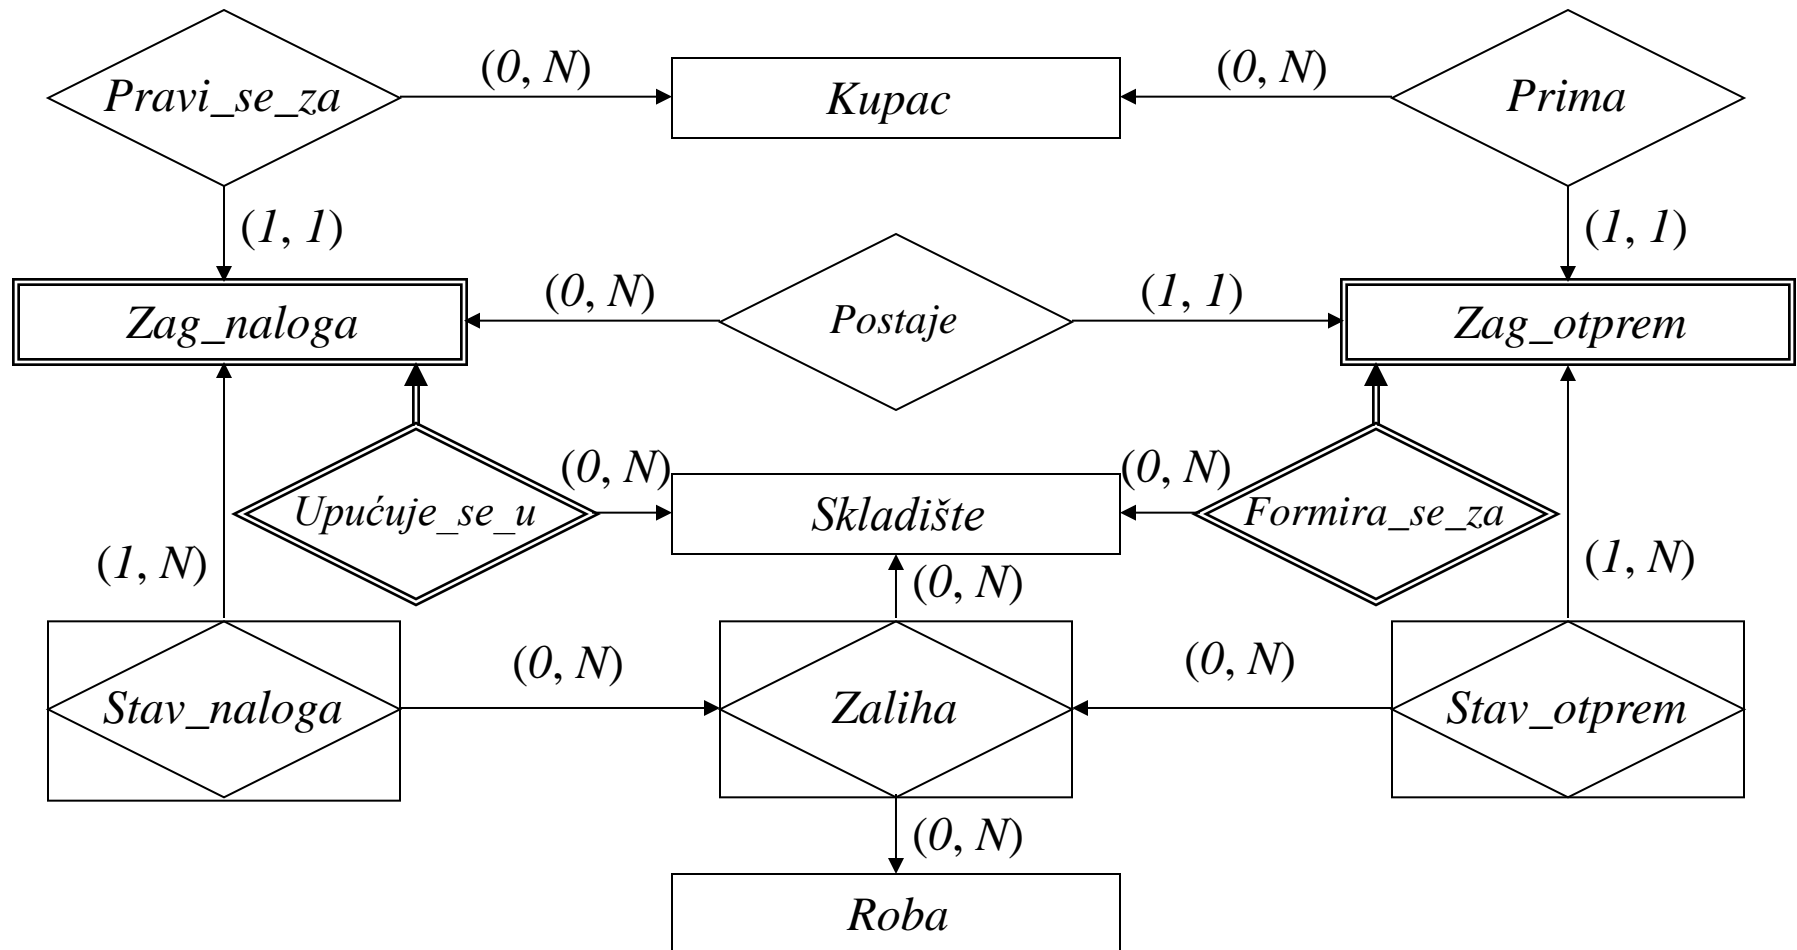 Pravi_se_za
(0, N)
Kupac
(0, N)
Prima
(1, 1)
(1, 1)
Zag_naloga
(0, N)
Postaje
(1, 1)
Zag_otprem
Upućuje_se_u
(0, N)
Skladište
(0, N)
Formira_se_za
(1, N)
(0, N)
(1, N)
Stav_naloga
(0, N)
Zaliha
(0, N)
Stav_otprem
(0, N)
Roba